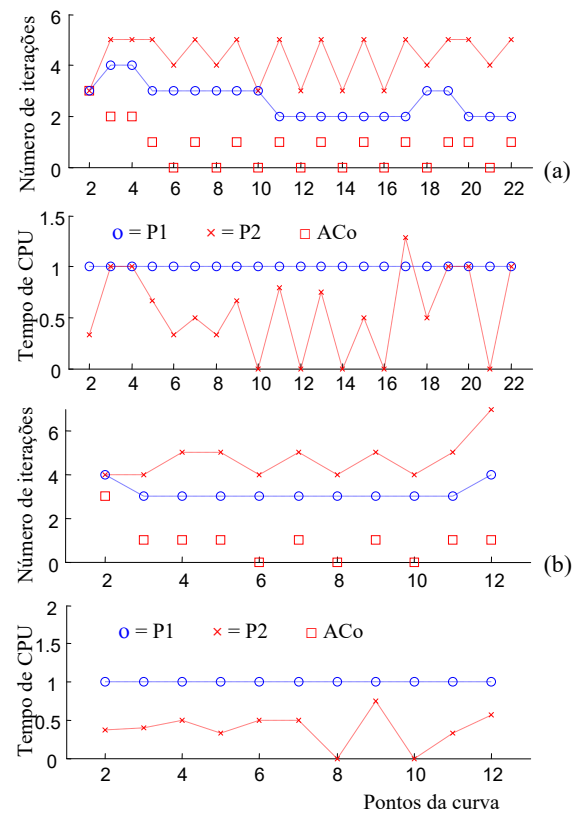 Número de iterações
6
4
2
0
2 4 6 8 10 12 14 16 18 20 22
(a)
Tempo de CPU
1.5
1
0.5
0
o = P1 × = P2 □ ACo
2 4 6 8 10 12 14 16 18 20 22
Número de iterações
6
4
2
0
2 4 6 8 10 12
(b)
Tempo de CPU
2
1.5
1
0.5
0
o = P1 × = P2 □ ACo
2 4 6 8 10 12
Pontos da curva